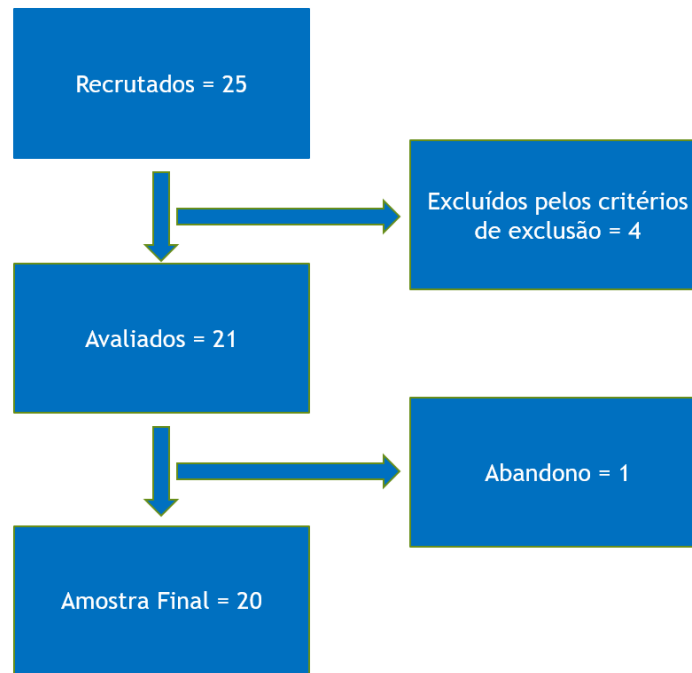 Recrutados = 25
Excluídos pelos critérios
de exclusão = 4
Avaliados = 21
Abandono = 1
Amostra Final = 20